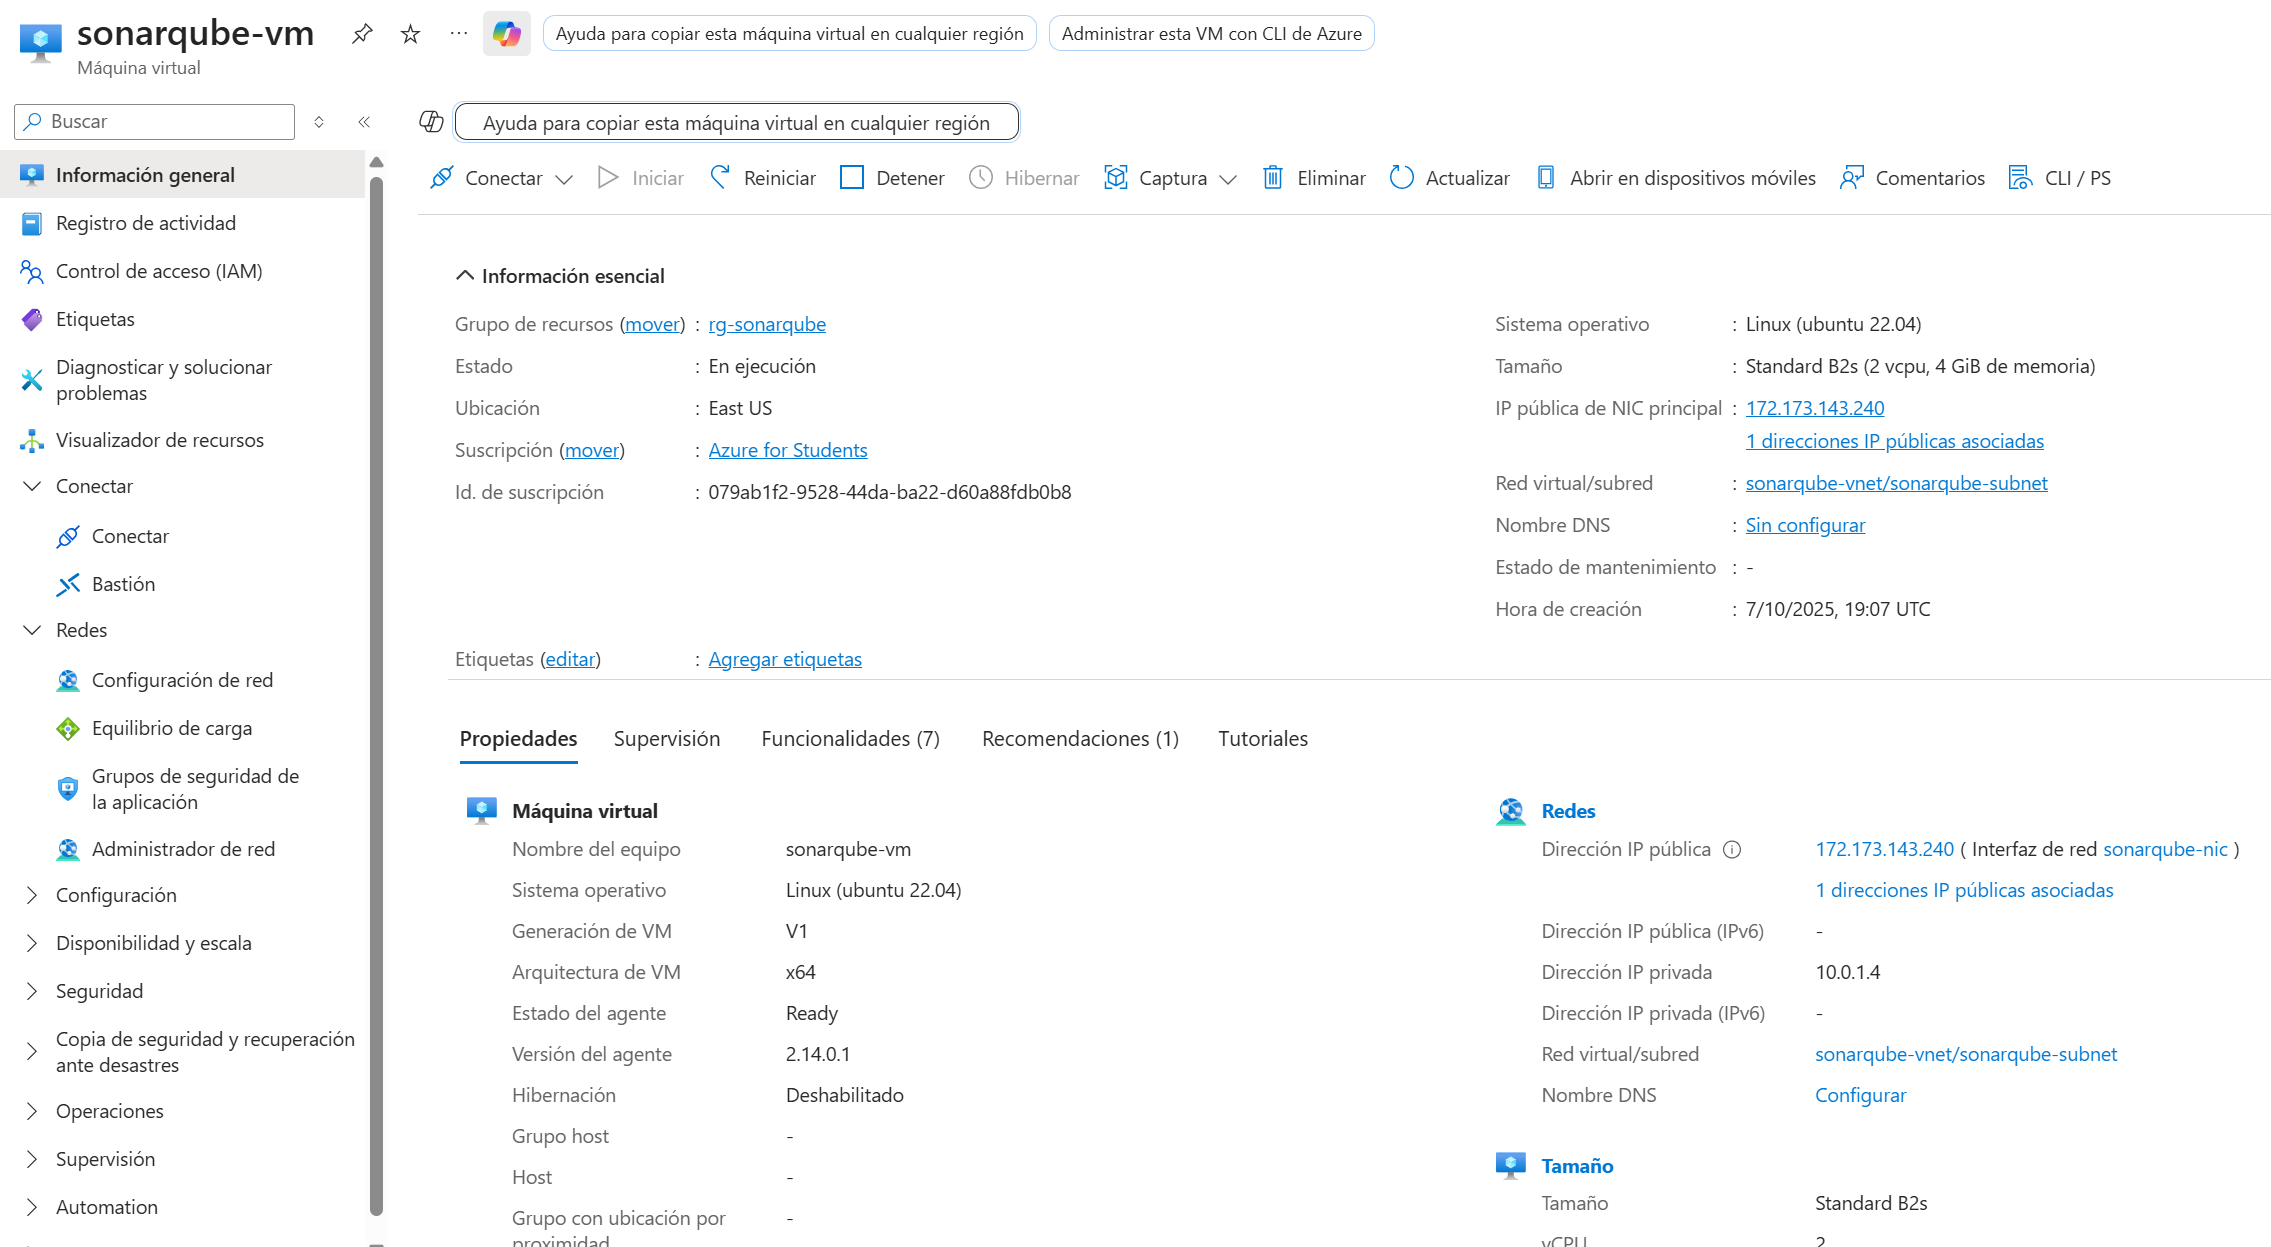 sonarqube-vm
Máquina virtual
Ayuda para copiar esta máquina virtual en cualquier región
Administrar esta VM con CLI de Azure
Buscar
Información general
Registro de actividad
Control de acceso (IAM)
Etiquetas
Diagnosticar y solucionar
problemas
Visualizador de recursos
Conectar
Conectar
Bastión
Redes
Configuración de red
Equilibrio de carga
Grupos de seguridad de
la aplicación
Administrador de red
Configuración
Disponibilidad y escala
Seguridad
Copia de seguridad y recuperación
ante desastres
Operaciones
Supervisión
Automation
Ayuda para copiar esta máquina virtual en cualquier región
Conectar Iniciar Reiniciar Detener Hibernar Captura Eliminar Actualizar Abrir en dispositivos móviles Comentarios CLI / PS
Información esencial
Grupo de recursos (mover) : rg-sonarqube
Estado : En ejecución
Ubicación : East US
Suscripción (mover) : Azure for Students
Id. de suscripción : 079ab1f2-9528-44da-ba22-d60a88fdb0b8
Sistema operativo : Linux (ubuntu 22.04)
Tamaño : Standard B2s (2 vcpu, 4 GiB de memoria)
IP pública de NIC principal : 172.173.143.240
1 direcciones IP públicas asociadas
Red virtual/subred : sonarqube-vnet/sonarqube-subnet
Nombre DNS : Sin configurar
Estado de mantenimiento : -
Hora de creación : 7/10/2025, 19:07 UTC
Etiquetas (editar) : Agregar etiquetas
Propiedades Supervisión Funcionalidades (7) Recomendaciones (1) Tutoriales
Máquina virtual
Nombre del equipo sonarqube-vm
Sistema operativo Linux (ubuntu 22.04)
Generación de VM V1
Arquitectura de VM x64
Estado del agente Ready
Versión del agente 2.14.0.1
Hibernación Deshabilitado
Grupo host -
Host -
Grupo con ubicación por -
proximidad
Redes
Dirección IP pública 172.173.143.240 ( Interfaz de red sonarqube-nic )
1 direcciones IP públicas asociadas
Dirección IP pública (IPv6) -
Dirección IP privada 10.0.1.4
Dirección IP privada (IPv6) -
Red virtual/subred sonarqube-vnet/sonarqube-subnet
Nombre DNS Configurar
Tamaño
Tamaño Standard B2s
vCPU 2